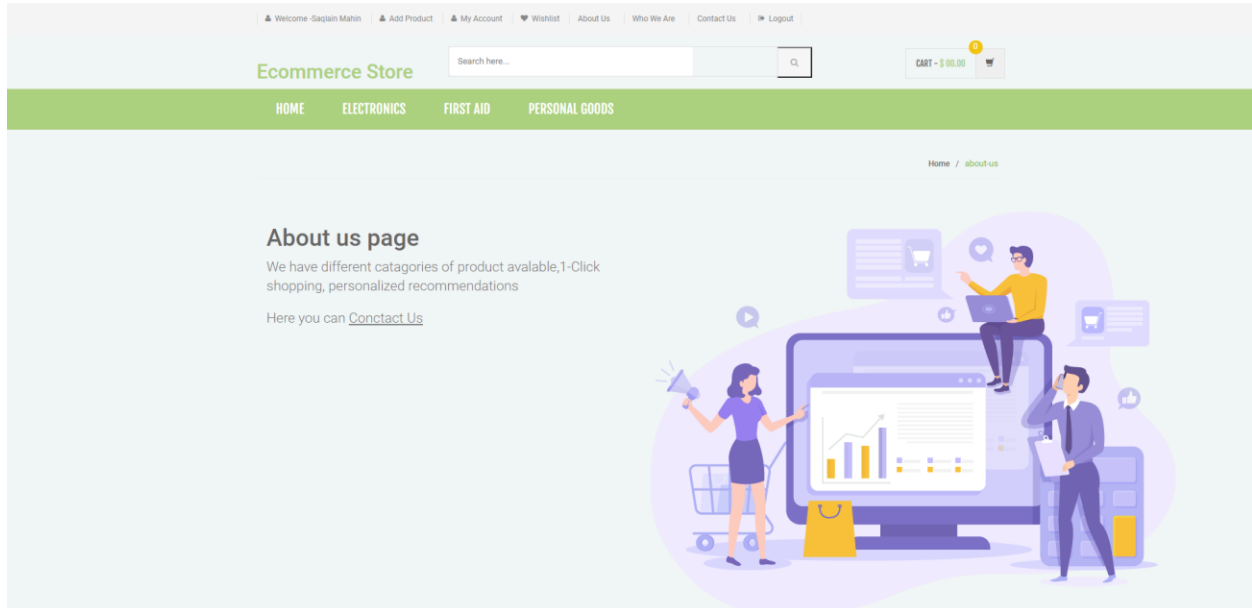 Welcome -Saqlain Mahin Add Product My Account Wishlist About Us Who We Are Contact Us Logout
0
Ecommerce Store Search here... CART - $ 00.00
HOME ELECTRONICS FIRST AID PERSONAL GOODS
Home / about-us
About us page
We have different catagories of product avalable,1-Click
shopping, personalized recommendations
Here you can Conctact Us